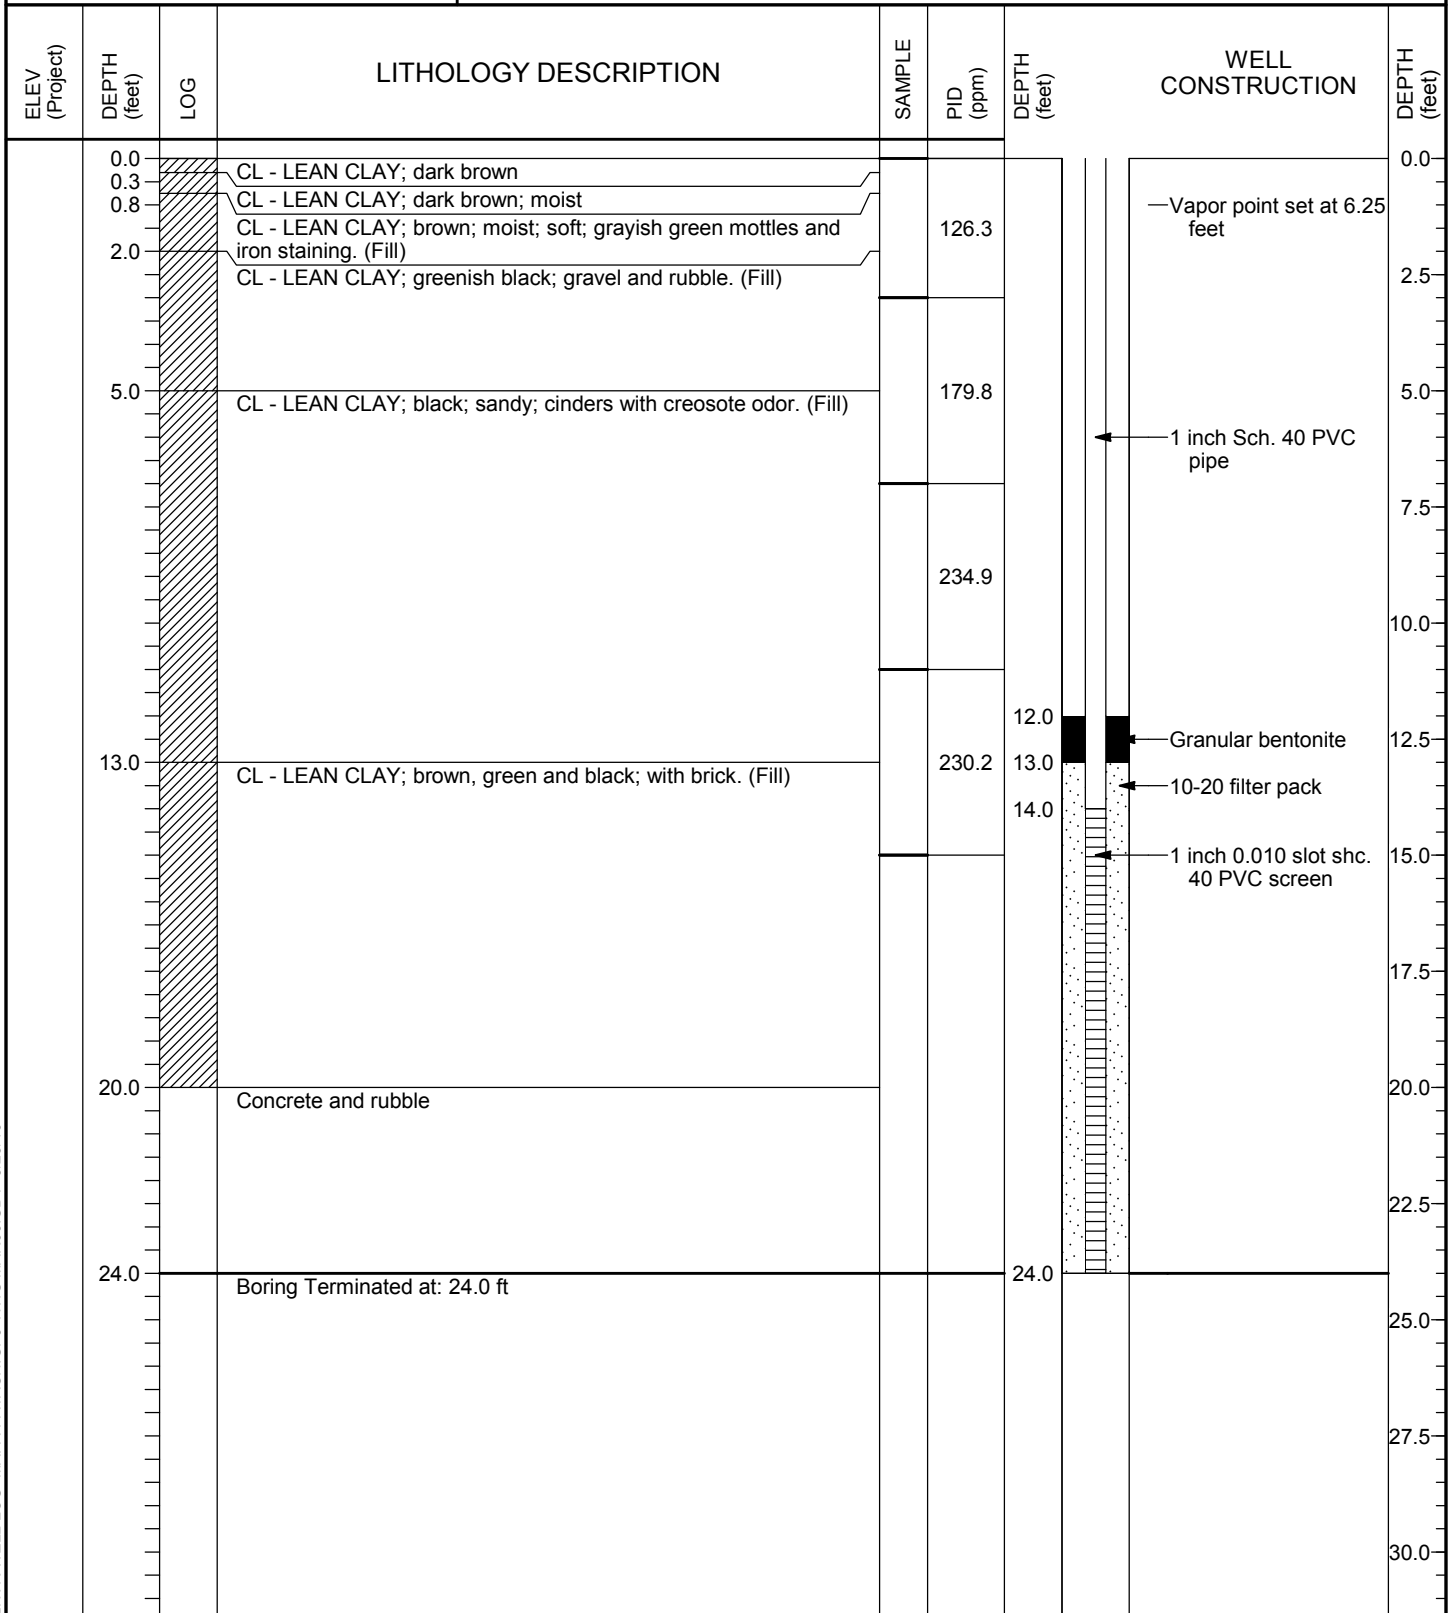 ELEV
(Project)
DEPTH
(feet)
LOG
LITHOLOGY DESCRIPTION
SAMPLE
PID
(ppm)
DEPTH
(feet)
WELL
CONSTRUCTION
DEPTH
(feet)
0.0
0.3
0.8
2.0
5.0
13.0
20.0
24.0
CL - LEAN CLAY; dark brown
CL - LEAN CLAY; dark brown; moist
CL - LEAN CLAY; brown; moist; soft; grayish green mottles and
iron staining. (Fill)
CL - LEAN CLAY; greenish black; gravel and rubble. (Fill)
CL - LEAN CLAY; black; sandy; cinders with creosote odor. (Fill)
CL - LEAN CLAY; brown, green and black; with brick. (Fill)
Concrete and rubble
Boring Terminated at: 24.0 ft
126.3
179.8
234.9
230.2
12.0
13.0
14.0
24.0
Vapor point set at 6.25
feet
1 inch Sch. 40 PVC
pipe
Granular bentonite
10-20 filter pack
1 inch 0.010 slot shc.
40 PVC screen
0.0
2.5
5.0
7.5
10.0
12.5
15.0
17.5
20.0
22.5
25.0
27.5
30.0